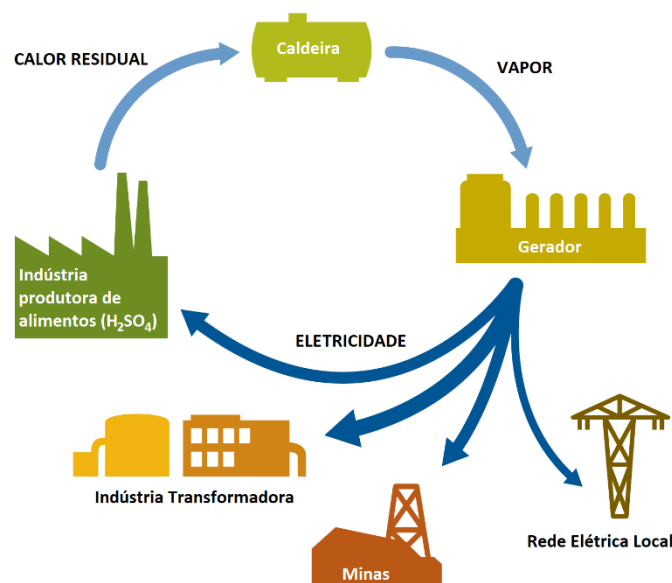 Caldeira
CALOR RESIDUAL
VAPOR
Gerador
Indústria
produtora de
alimentos (H₂SO₄)
ELETRICIDADE
Indústria Transformadora
Rede Elétrica Local
Minas